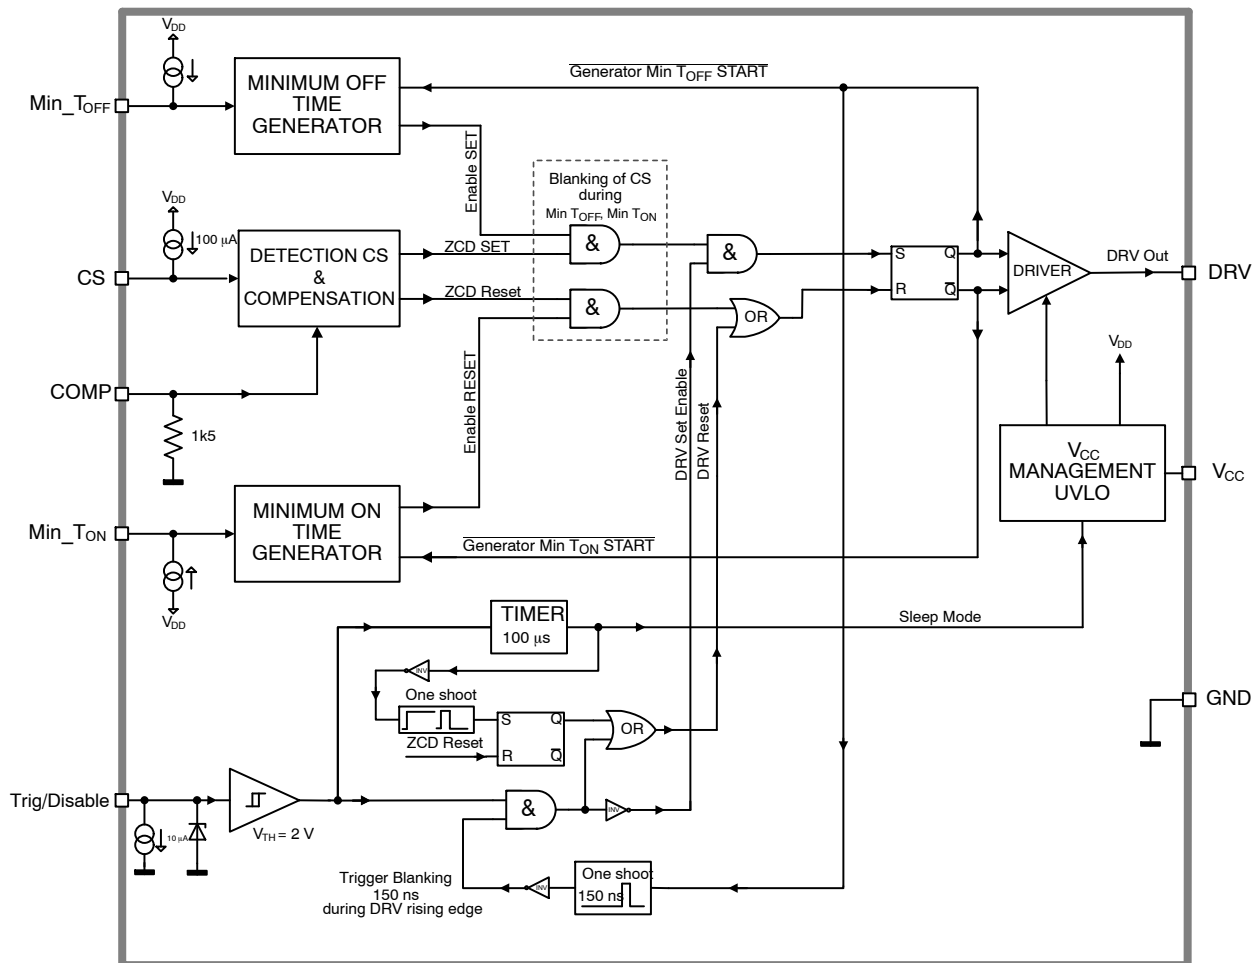 VDD
Generator Min TOFF START
Min_TOFF
MINIMUM OFF
TIME
GENERATOR
Enable SET
Blanking of CS
during
Min TOFF, Min TON
VDD
100 µA
CS
DETECTION CS
&
COMPENSATION
ZCD SET
ZCD Reset
&
&
&
OR
S Q
R Q
DRIVER
DRV Out
DRV
COMP
1k5
Enable RESET
DRV Set Enable
DRV Reset
VDD
VCC
MANAGEMENT
UVLO
VCC
Min_TON
MINIMUM ON
TIME
GENERATOR
Generator Min TON START
VDD
TIMER
100 µs
Sleep Mode
INV
One shoot
ZCD Reset
S Q
R Q
OR
GND
Trig/Disable
10 µA
VTH = 2 V
&
INV
Trigger Blanking
150 ns
during DRV rising edge
INV
One shoot
150 ns